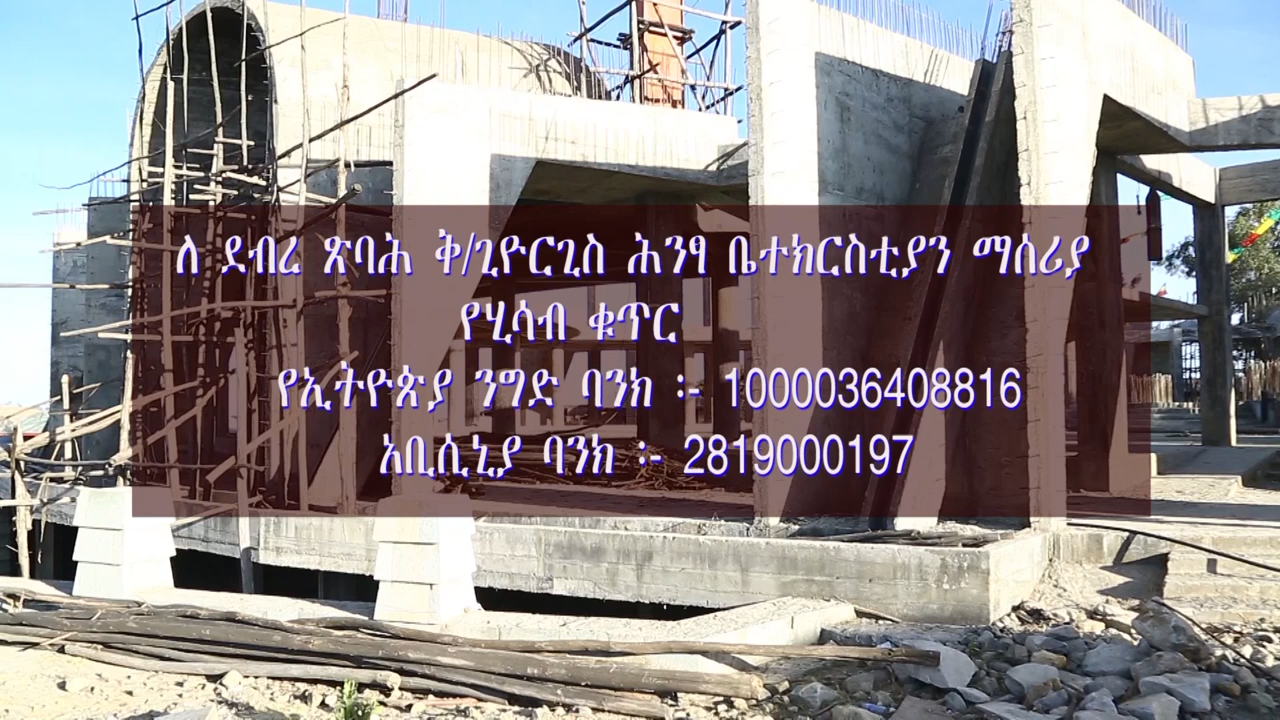 ለ ደብረ ጽባሕ ቅ/ጊዮርጊስ ሕንፃ ቤተክርስቲያን ማሰሪያ
የሂሳብ ቁጥር
የኢትዮጵያ ንግድ ባንክ ፡- 1000036408816
አቢሲኒያ ባንክ ፡- 2819000197